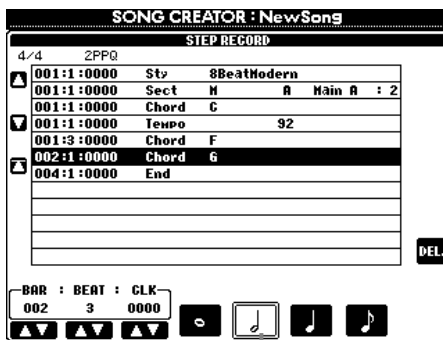 SONG CREATOR : NewSong
STEP RECORD
4/4 2PPQ
001:1:0000 Sty 8BeatModern
001:1:0000 Sect M A Main A : 2
001:1:0000 Chord C
001:1:0000 Tempo 92
001:3:0000 Chord F
002:1:0000 Chord G
004:1:0000 End
DEL.
BAR : BEAT : CLK
002 3 0000